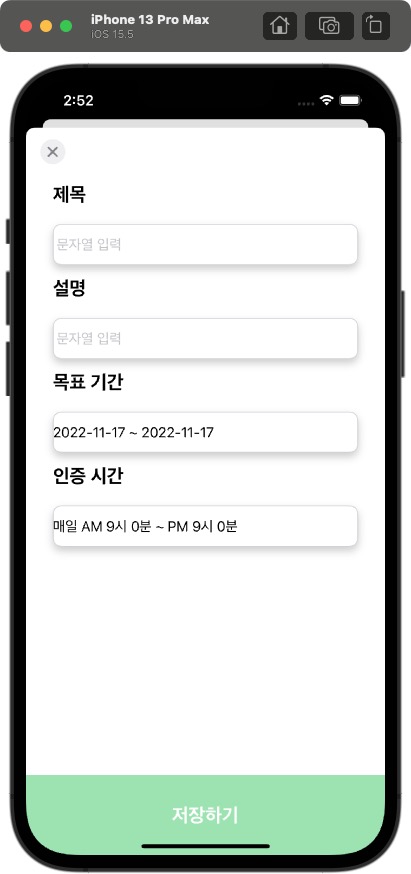 iPhone 13 Pro Max
iOS 15.5
2:52
제목
문자열 입력
설명
문자열 입력
목표 기간
2022-11-17 ~ 2022-11-17
인증 시간
매일 AM 9시 0분 ~ PM 9시 0분
저장하기